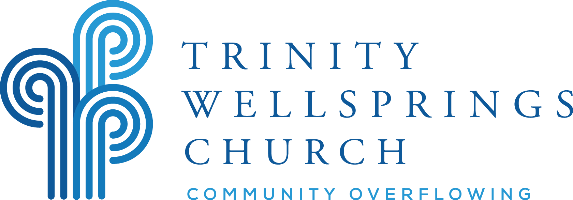 TRINITY
WELLSPRINGS
CHURCH
COMMUNITY OVERFLOWING